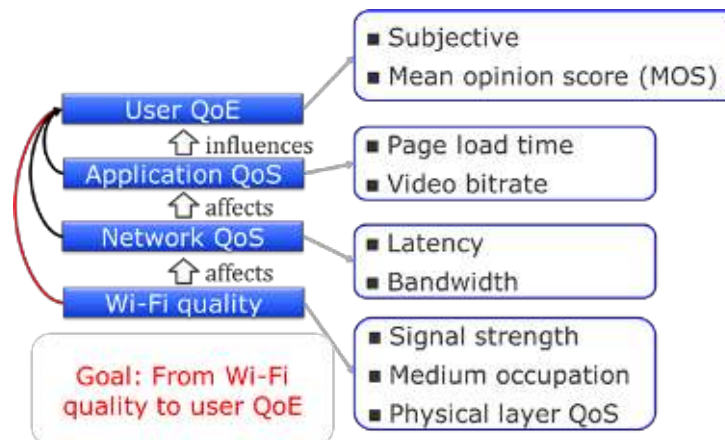 Subjective
Mean opinion score (MOS)
User QoE
influences
Application QoS
Page load time
Video bitrate
affects
Network QoS
Latency
Bandwidth
affects
Wi-Fi quality
Signal strength
Medium occupation
Physical layer QoS
Goal: From Wi-Fi
quality to user QoE